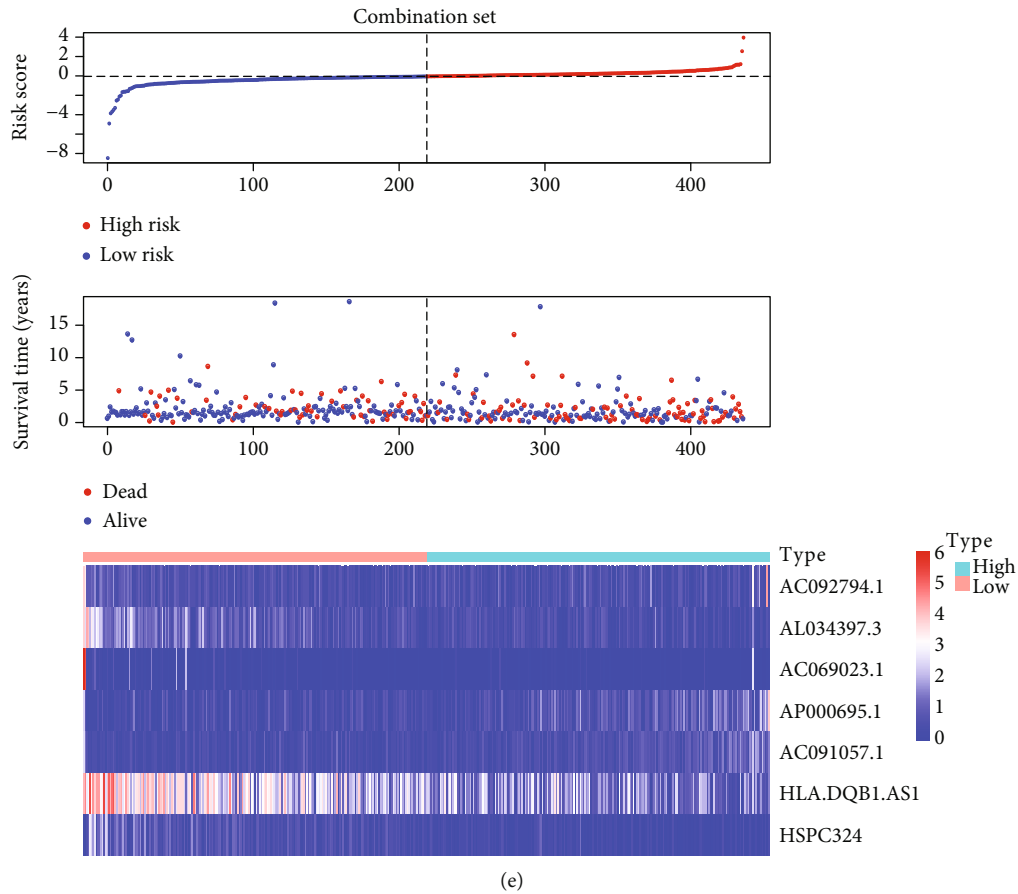 Combination set
Risk score
4
2
0
−4
−8
0 100 200 300 400
High risk
Low risk
Survival time (years)
15
10
5
0
0 100 200 300 400
Dead
Alive
Type
AC092794.1
AL034397.3
AC069023.1
AP000695.1
AC091057.1
HLA.DQB1.AS1
HSPC324
6
5
4
3
2
1
0
Type
High
Low
(e)